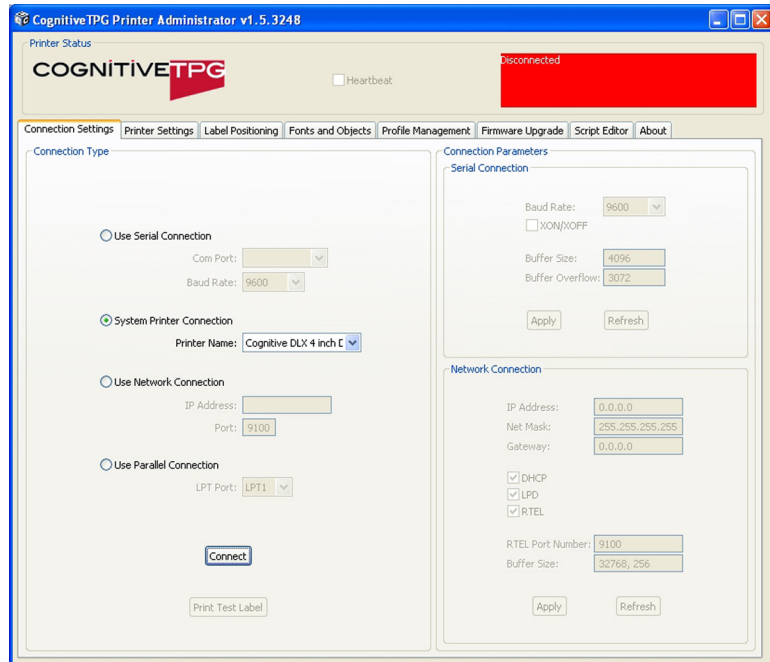 CognitiveTPG Printer Administrator v1.5.3248
Printer Status
COGNITIVETPG
Heartbeat
Disconnected
Connection Settings
Printer Settings
Label Positioning
Fonts and Objects
Profile Management
Firmware Upgrade
Script Editor
About
Connection Type
Use Serial Connection
Com Port:
Baud Rate: 9600
System Printer Connection
Printer Name: Cognitive DLX 4 inch D
Use Network Connection
IP Address:
Port: 9100
Use Parallel Connection
LPT Port: LPT1
Connect
Print Test Label
Connection Parameters
Serial Connection
Baud Rate: 9600
XON/XOFF
Buffer Size: 4096
Buffer Overflow: 3072
Apply Refresh
Network Connection
IP Address: 0.0.0.0
Net Mask: 255.255.255.255
Gateway: 0.0.0.0
DHCP
LPD
RTEL
RTEL Port Number: 9100
Buffer Size: 32768, 256
Apply Refresh